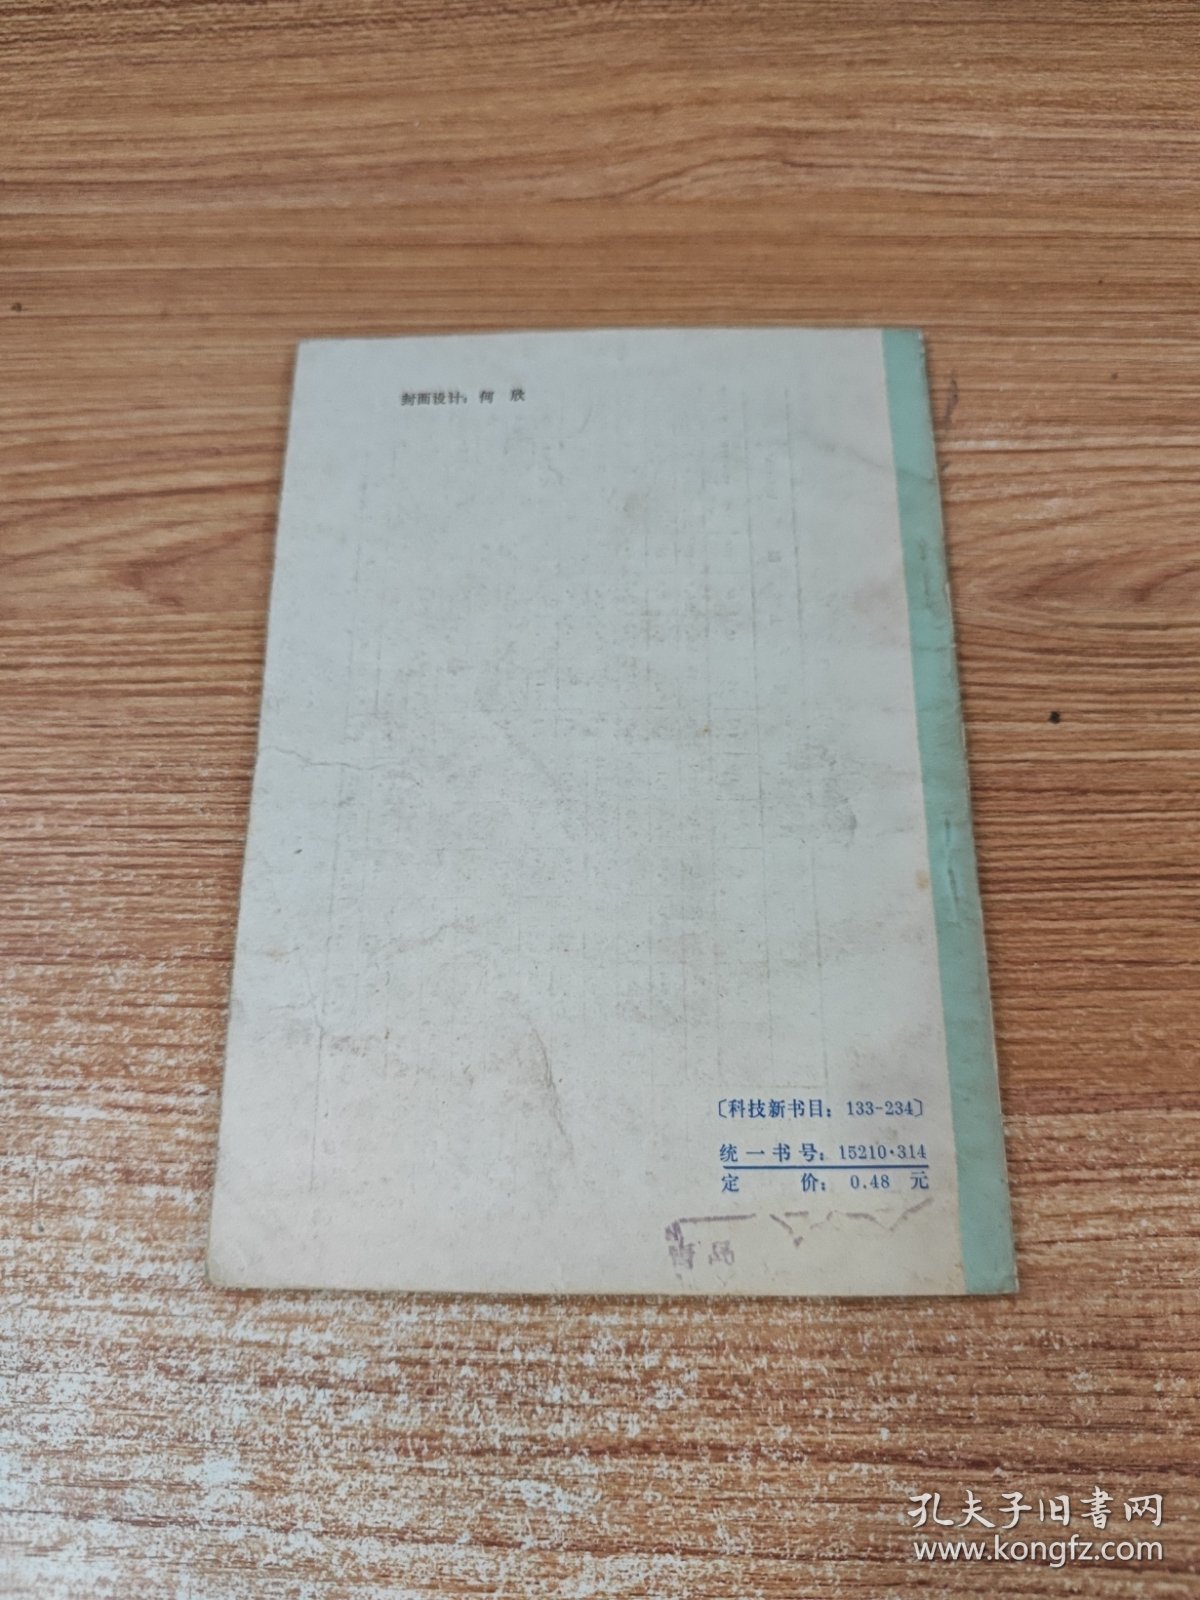 封面设计：何 欣
〔科技新书目：133-234〕
统一书号：15210·314
定 价：0.48 元
孔夫子旧書网
www.kongfz.com